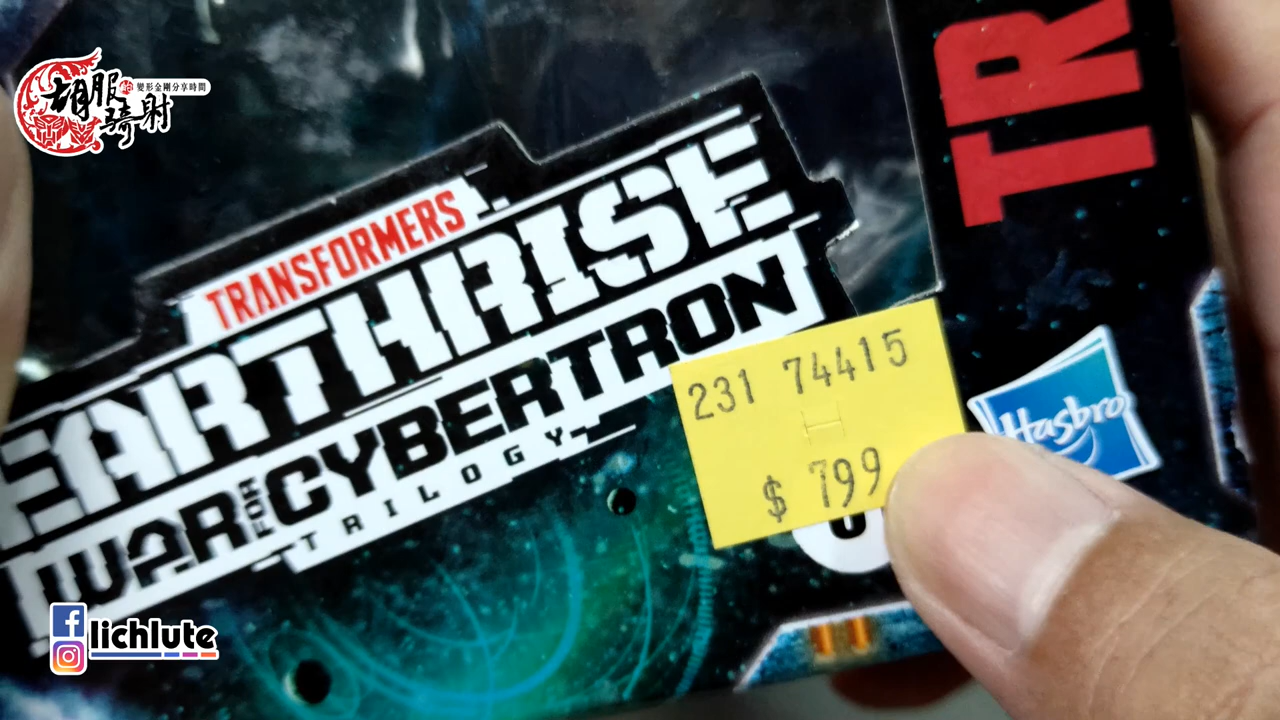 胡服騎射
的
變形金剛分享時間
TR
TRANSFORMERS
EARTHRISE
WAR FOR CYBERTRON
TRILOGY
231 74415
$ 799
Hasbro
lichlute